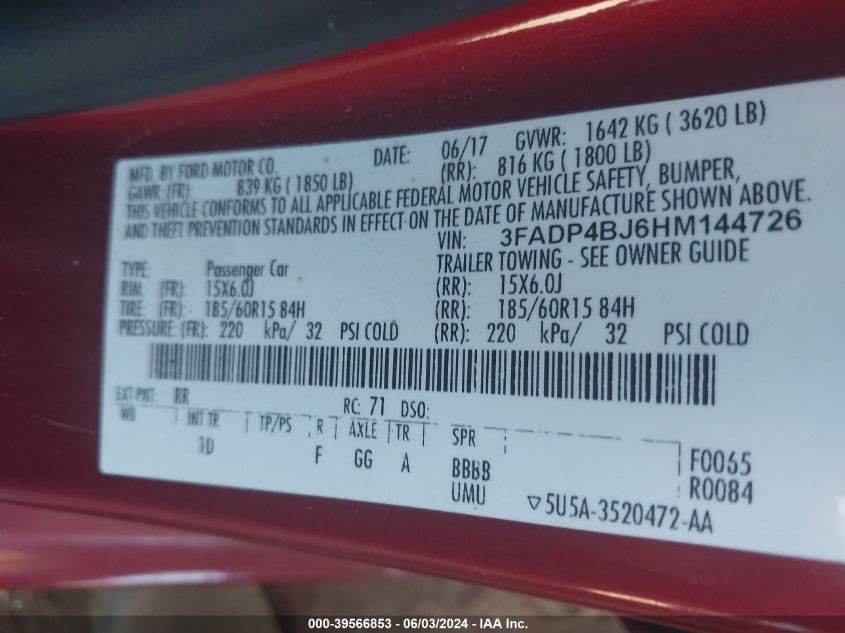 MFD. BY FORD MOTOR CO. DATE: 06/17 GVWR: 1642 KG ( 3620 LB)
GAWR: (FR): 839 KG ( 1850 LB) (RR): 816 KG ( 1800 LB)
THIS VEHICLE CONFORMS TO ALL APPLICABLE FEDERAL MOTOR VEHICLE SAFETY, BUMPER,
AND THEFT PREVENTION STANDARDS IN EFFECT ON THE DATE OF MANUFACTURE SHOWN ABOVE.
VIN: 3FADP4BJ6HM144726
TYPE: Passenger Car TRAILER TOWING - SEE OWNER GUIDE
RIM: (FR): 15X6.0J (RR): 15X6.0J
TIRE: (FR): 185/60R15 84H (RR): 185/60R15 84H
PRESSURE: (FR): 220 kPa/ 32 PSI COLD (RR): 220 kPa/ 32 PSI COLD
EXT PNT: RR RC: 71 DSO:
WB INT TR TP/PS R AXLE TR SPR
1D F GG A BBBB F0065
UMU R0084
▽5U5A-3520472-AA
000-39566853 - 06/03/2024 - IAA Inc.